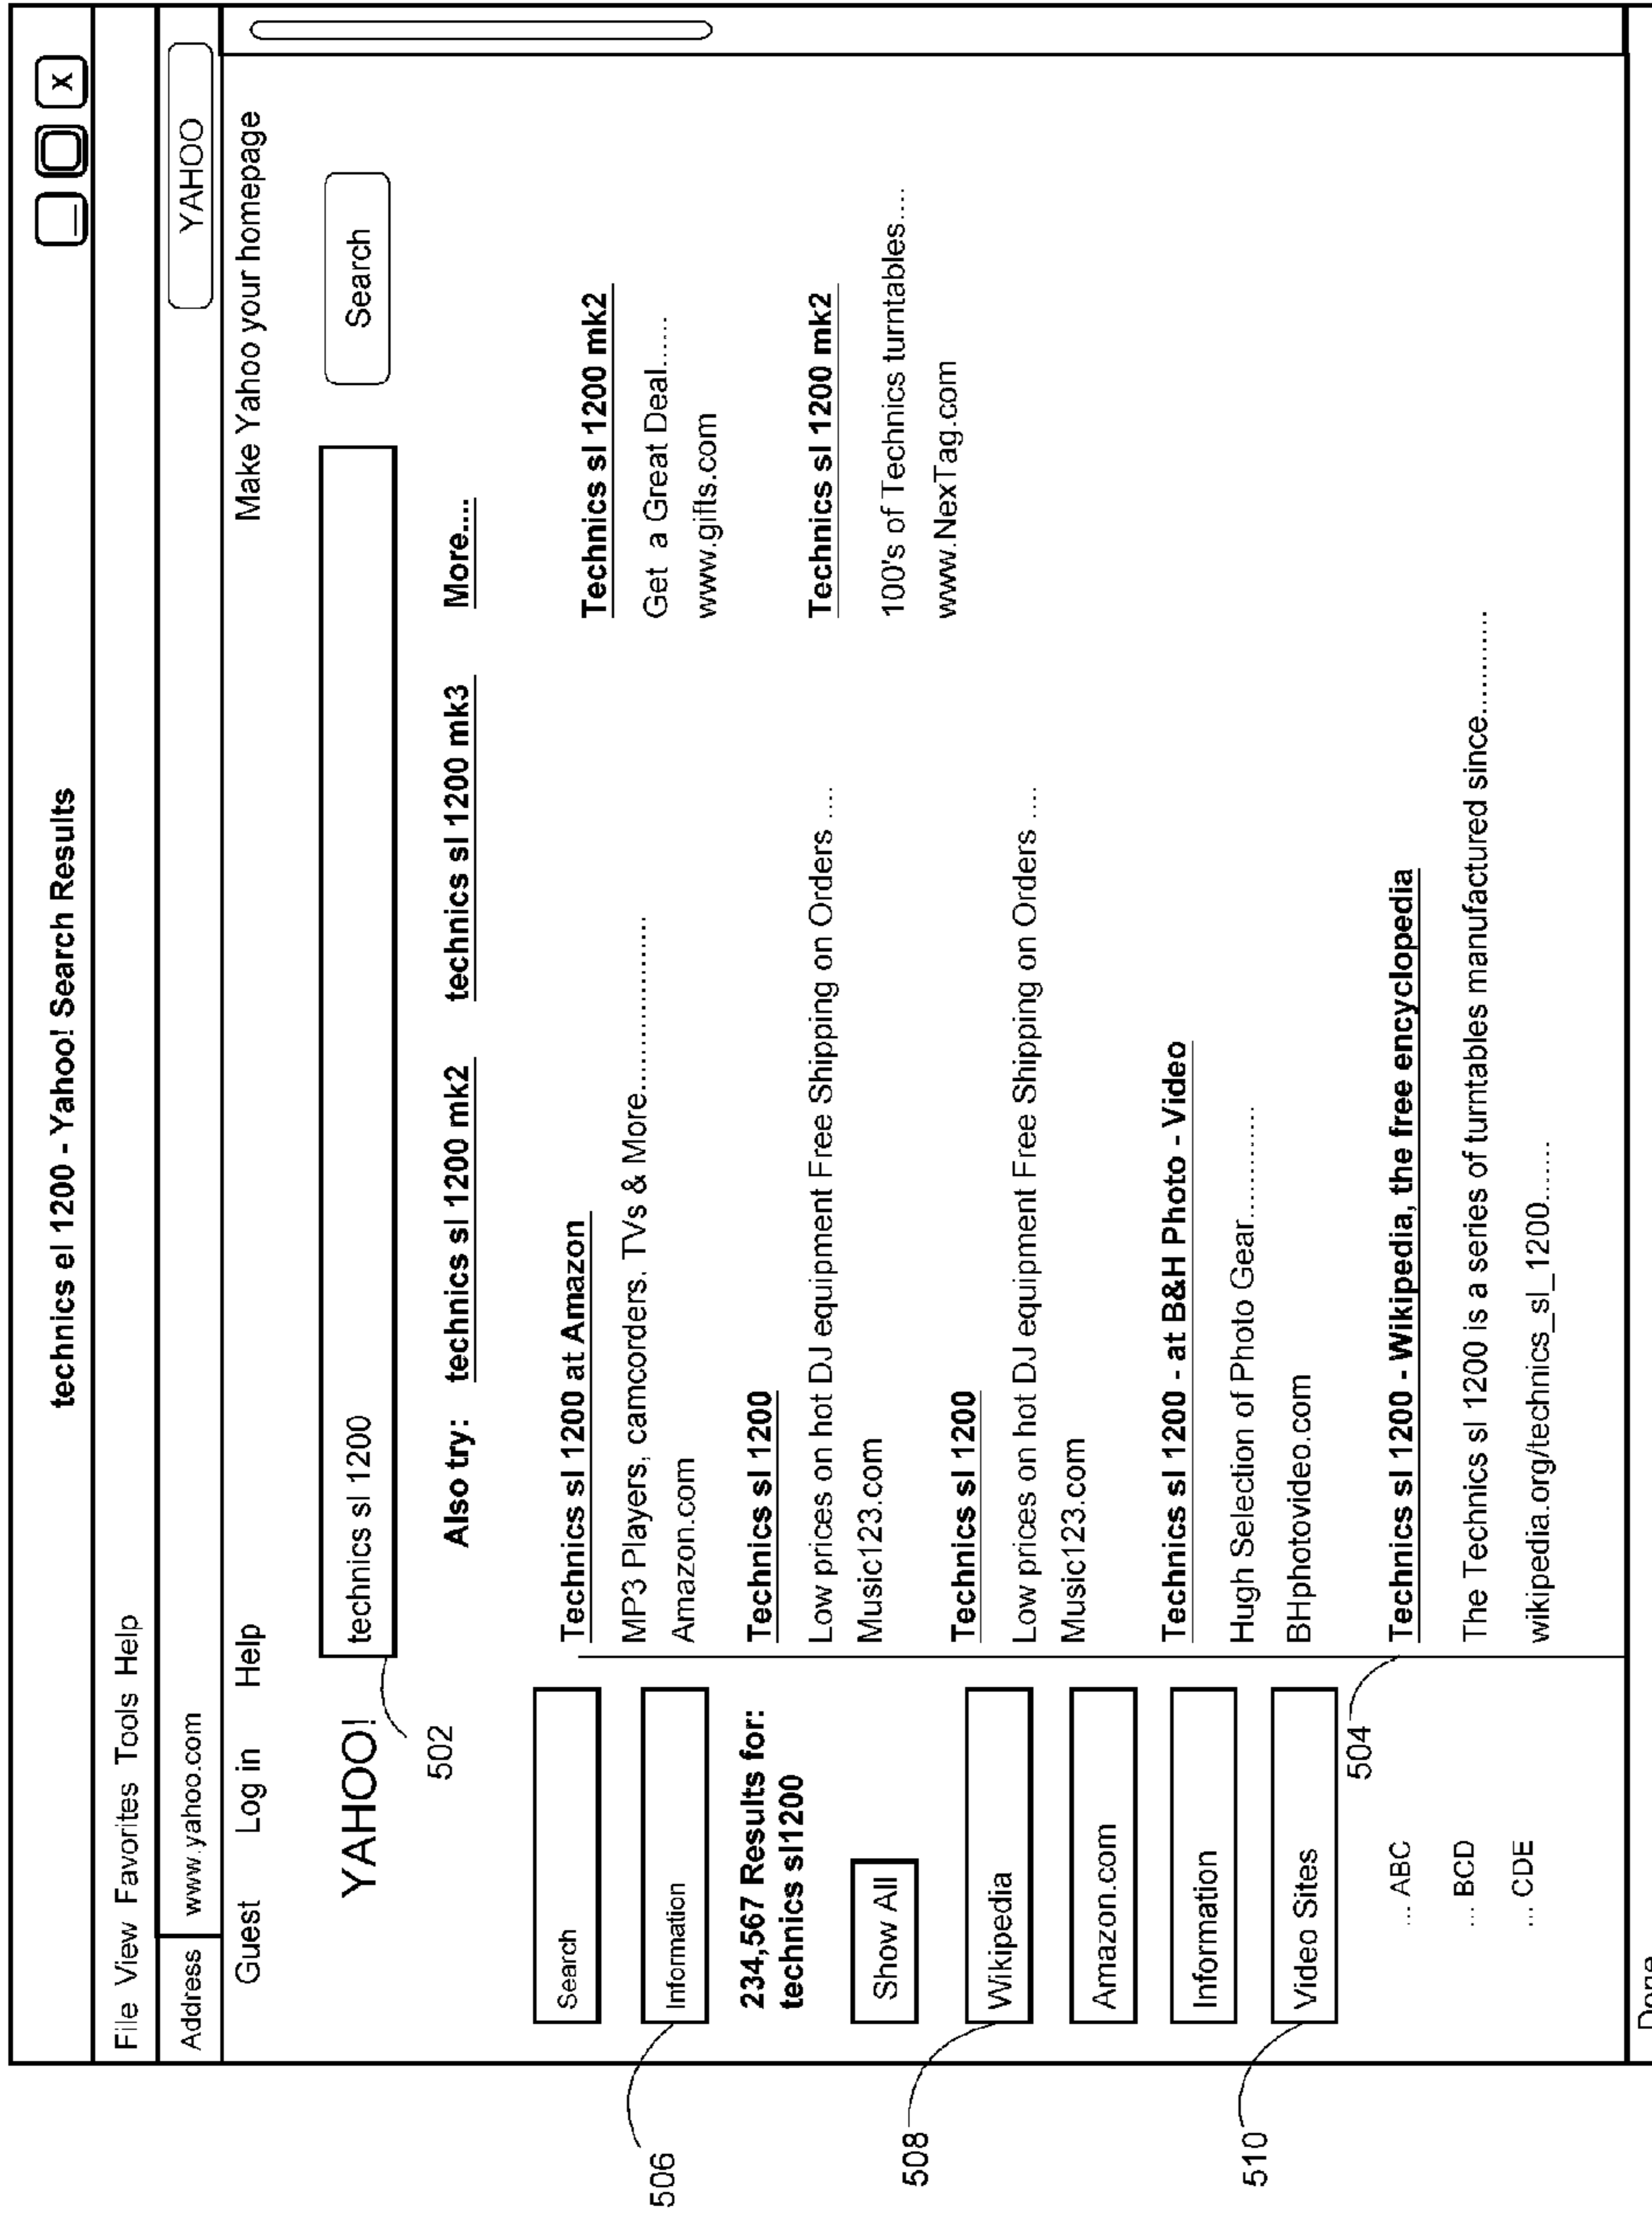 technics el 1200 - Yahoo! Search Results
_ X
File View Favorites Tools Help
Address www.yahoo.com YAHOO
Guest Log in Help Make Yahoo your homepage
YAHOO! technics sl 1200 Search
502
Also try: technics sl 1200 mk2 technics sl 1200 mk3 More....
Search
Information
506
234,567 Results for:
technics sl1200
Show All
Wikipedia
508
Amazon.com
Information
Video Sites
510
504
... ABC
... BCD
... CDE
Technics sl 1200 at Amazon
MP3 Players, camcorders, TVs & More......................
Amazon.com
Technics sl 1200
Low prices on hot DJ equipment Free Shipping on Orders ....
Music123.com
Technics sl 1200
Low prices on hot DJ equipment Free Shipping on Orders ....
Music123.com
Technics sl 1200 - at B&H Photo - Video
Hugh Selection of Photo Gear............
BHphotovideo.com
Technics sl 1200 - Wikipedia, the free encyclopedia
The Technics sl 1200 is a series of turntables manufactured since............
wikipedia.org/technics_sl_1200.......
Technics sl 1200 mk2
Get a Great Deal......
www.gifts.com
Technics sl 1200 mk2
100's of Technics turntables....
www.NexTag.com
Done